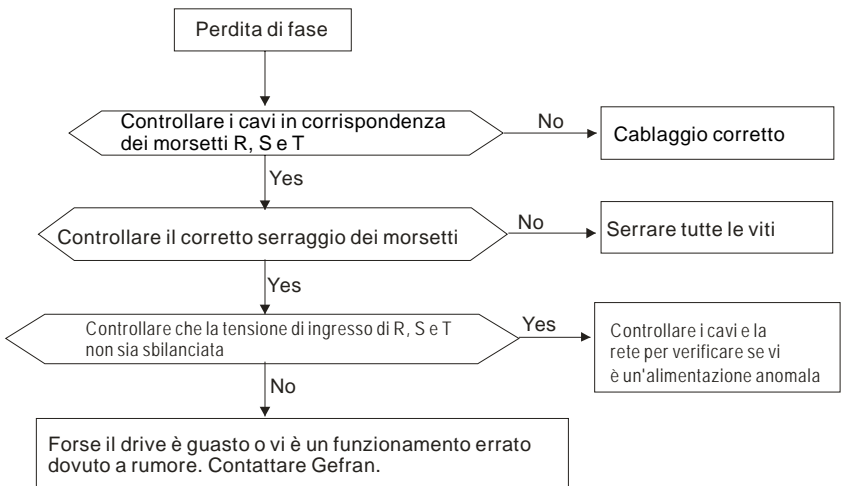 Perdita di fase
Controllare i cavi in corrispondenza
dei morsetti R, S e T
No
Cablaggio corretto
Yes
Controllare il corretto serraggio dei morsetti
No
Serrare tutte le viti
Yes
Controllare che la tensione di ingresso di R, S e T
non sia sbilanciata
Yes
Controllare i cavi e la
rete per verificare se vi
è un'alimentazione anomala
No
Forse il drive è guasto o vi è un funzionamento errato
dovuto a rumore. Contattare Gefran.